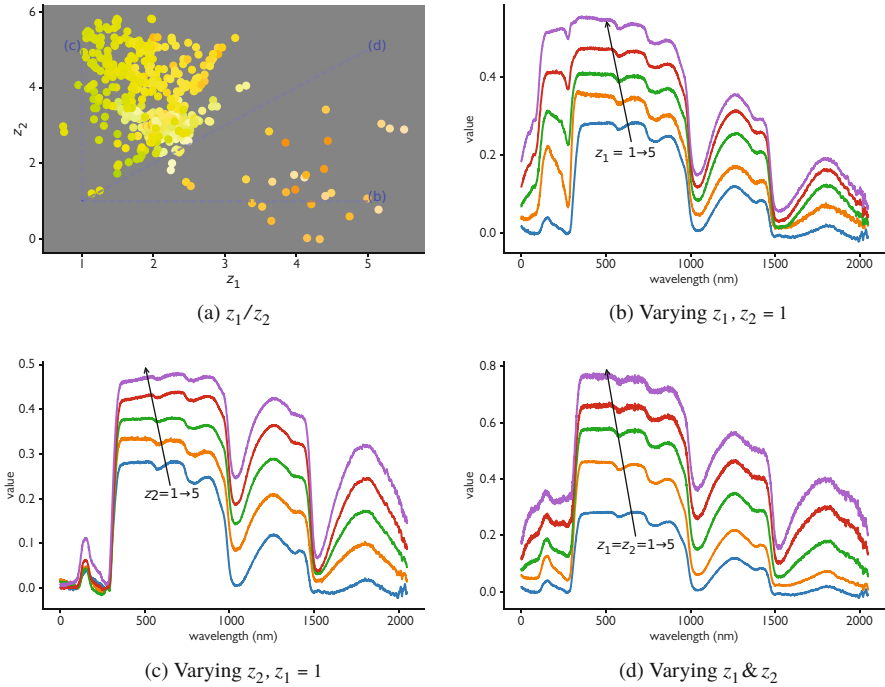 6
4
2
0
z2
(c)
(d)
(b)
1
2
3
4
5
z1
(a) z1/z2
0.4
0.2
0.0
value
z1 = 1→5
0
500
1000
1500
2000
wavelength (nm)
(b) Varying z1, z2 = 1
0.5
0.4
0.3
0.2
0.1
0.0
value
z2=1→5
0
500
1000
1500
2000
wavelength (nm)
(c) Varying z2, z1 = 1
0.8
0.6
0.4
0.2
0.0
value
z1=z2=1→5
0
500
1000
1500
2000
wavelength (nm)
(d) Varying z1 & z2